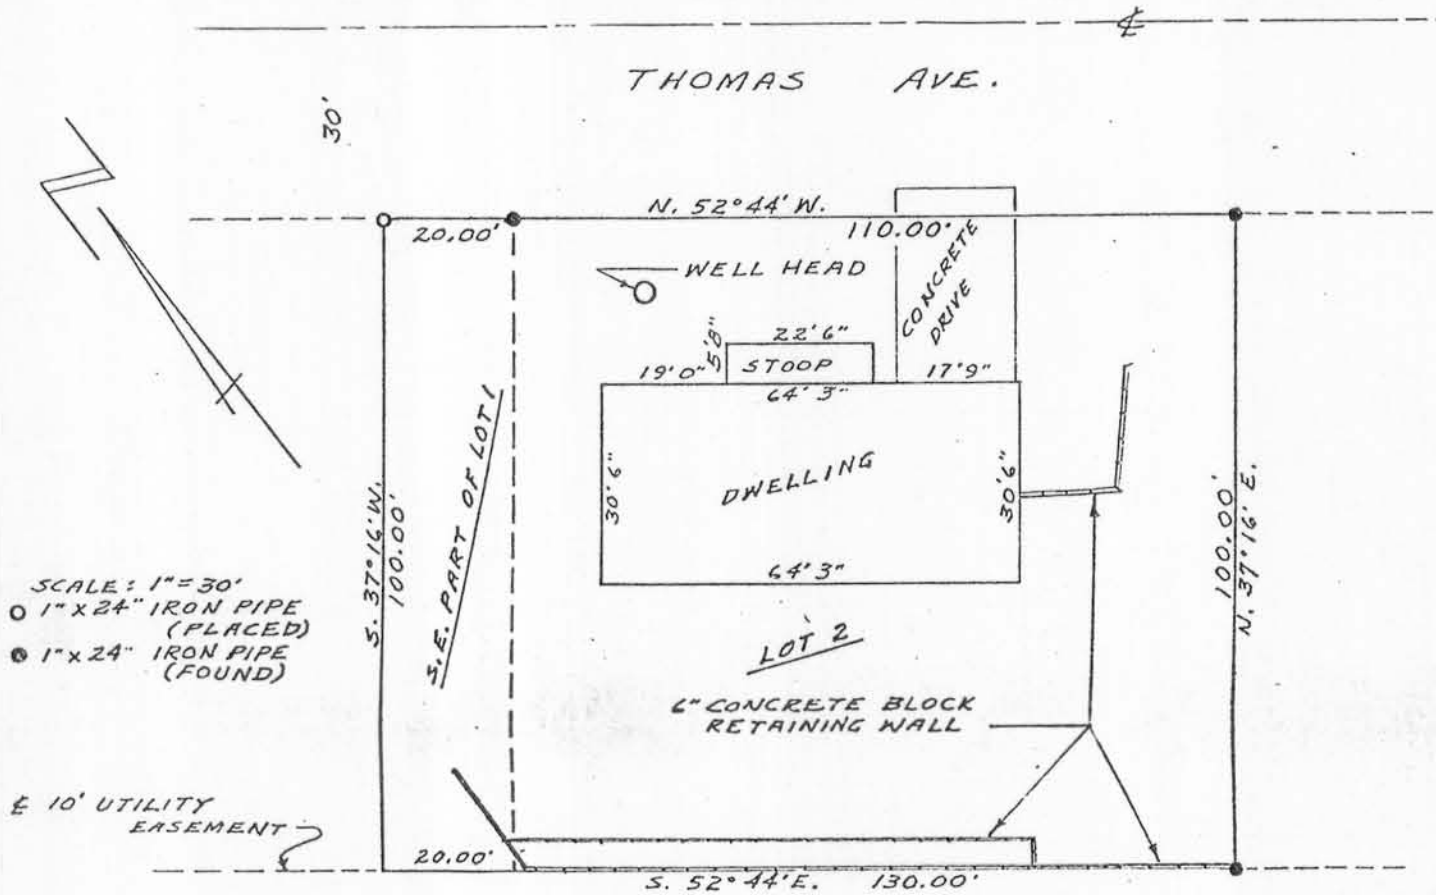 ℄
THOMAS AVE.
30'
N. 52°44' W.
20.00'
110.00'
WELL HEAD
CONCRETE
DRIVE
22'6"
5'8"
19'0"
STOOP
17'9"
64'3"
30'6"
DWELLING
30'6"
64'3"
S. 37°16' W.
100.00'
S.E. PART OF LOT 1
100.00'
N. 37°16' E.
SCALE: 1"=30'
1" x 24" IRON PIPE
(PLACED)
1" x 24" IRON PIPE
(FOUND)
LOT 2
6" CONCRETE BLOCK
RETAINING WALL
℄ 10' UTILITY
EASEMENT
20.00'
S. 52°44' E. 130.00'